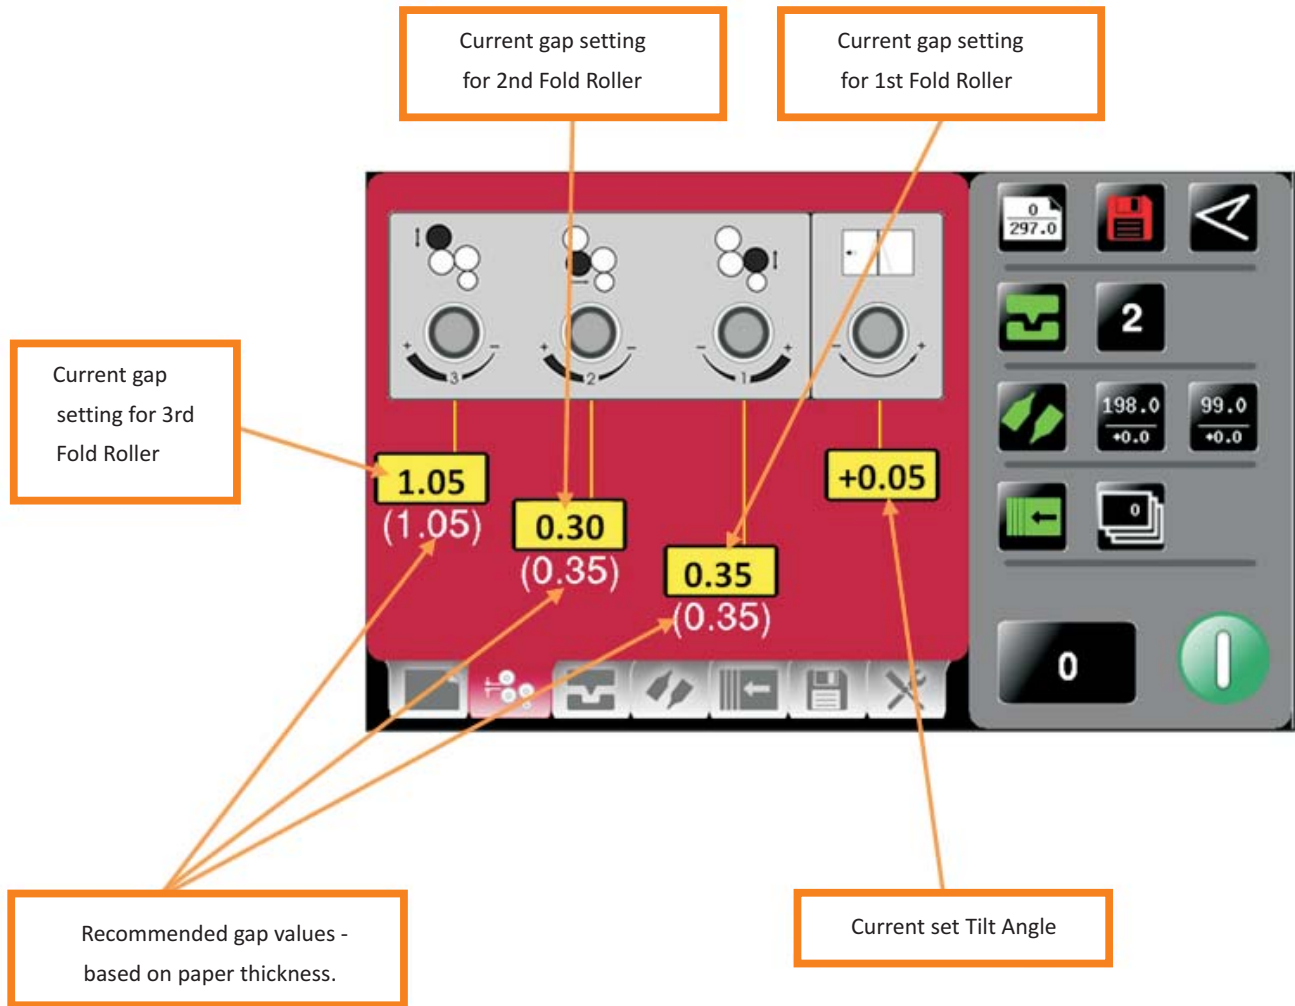 Current gap setting
for 2nd Fold Roller
Current gap setting
for 1st Fold Roller
0
297.0
2
+ 3 -
+ 2 -
- 1 +
- +
Current gap
setting for 3rd
Fold Roller
198.0
+0.0
99.0
+0.0
1.05
(1.05)
0.30
(0.35)
0.35
(0.35)
+0.05
0
0
Recommended gap values -
based on paper thickness.
Current set Tilt Angle